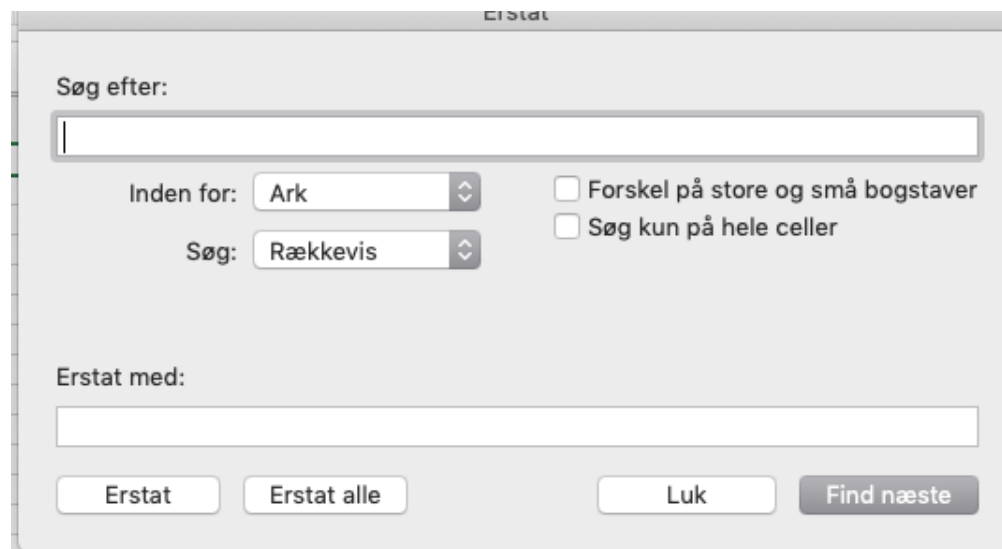 Erstat
Søg efter:
Inden for: Ark
Forskel på store og små bogstaver
Søg kun på hele celler
Søg: Rækkevis
Erstat med:
Erstat Erstat alle Luk Find næste